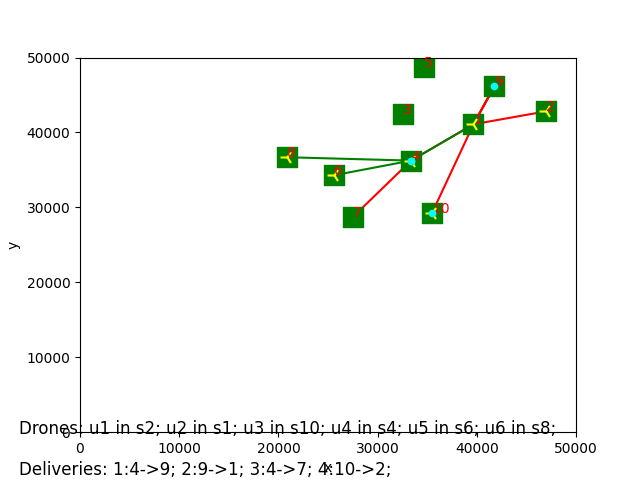 50000
40000
30000
20000
10000
0
y
10
0 10000 20000 30000 40000 50000
x
Drones: u1 in s2; u2 in s1; u3 in s10; u4 in s4; u5 in s6; u6 in s8;
Deliveries: 1:4->9; 2:9->1; 3:4->7; 4:10->2;